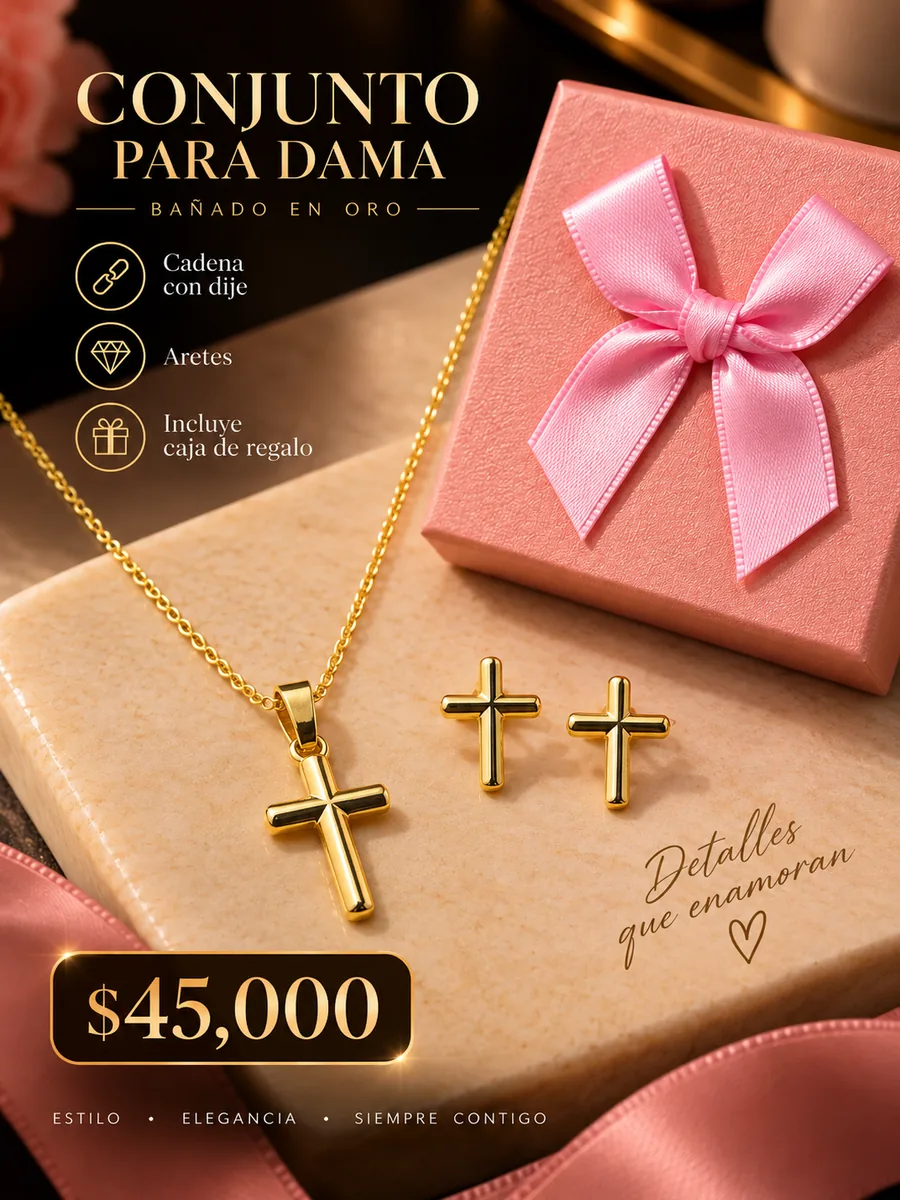 CONJUNTO
PARA DAMA
BAÑADO EN ORO
Cadena
con dije
Aretes
Incluye
caja de regalo
Detalles
que enamoran
$45,000
ESTILO • ELEGANCIA • SIEMPRE CONTIGO